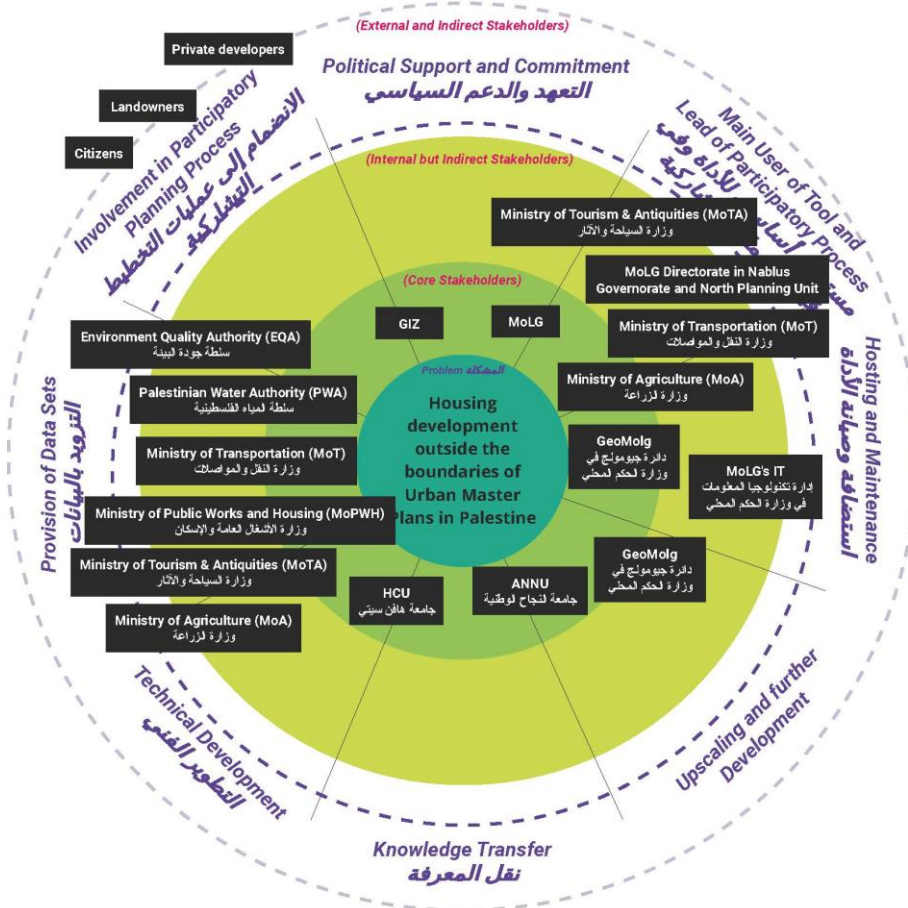 (External and Indirect Stakeholders)
Private developers
Political Support and Commitment
التعهد والدعم السياسي
Landowners
Citizens
Involvement in Participatory
Planning Process
الانضمام إلى عمليات التخطيط
التشاركية
Main User of Tool and
Lead of Participatory Process
(Internal but Indirect Stakeholders)
Ministry of Tourism & Antiquities (MoTA)
وزارة السياحة والآثار
MoLG Directorate in Nablus
Governorate and North Planning Unit
(Core Stakeholders)
GIZ
MoLG
Ministry of Transportation (MoT)
وزارة النقل والمواصلات
Environment Quality Authority (EQA)
سلطة جودة البيئة
Problem المشكلة
Housing
development
outside the
boundaries of
Urban Master
Plans in Palestine
Ministry of Agriculture (MoA)
وزارة الزراعة
Palestinian Water Authority (PWA)
سلطة المياه الفلسطينية
Ministry of Transportation (MoT)
وزارة النقل والمواصلات
GeoMolg
دائرة جيومولج في
وزارة الحكم المحلي
MoLG's IT
إدارة تكنولوجيا المعلومات
في وزارة الحكم المحلي
Hosting and Maintenance
استضافة وصيانة الأداة
Provision of Data Sets
التزويد بالبيانات
Ministry of Public Works and Housing (MoPWH)
وزارة الأشغال العامة والإسكان
Ministry of Tourism & Antiquities (MoTA)
وزارة السياحة والآثار
Ministry of Agriculture (MoA)
وزارة الزراعة
HCU
جامعة هافن سيتي
ANNU
جامعة النجاح الوطنية
GeoMolg
دائرة جيومولج في
وزارة الحكم المحلي
Technical Development
التطوير الفني
Upscaling and further
Development
Knowledge Transfer
نقل المعرفة